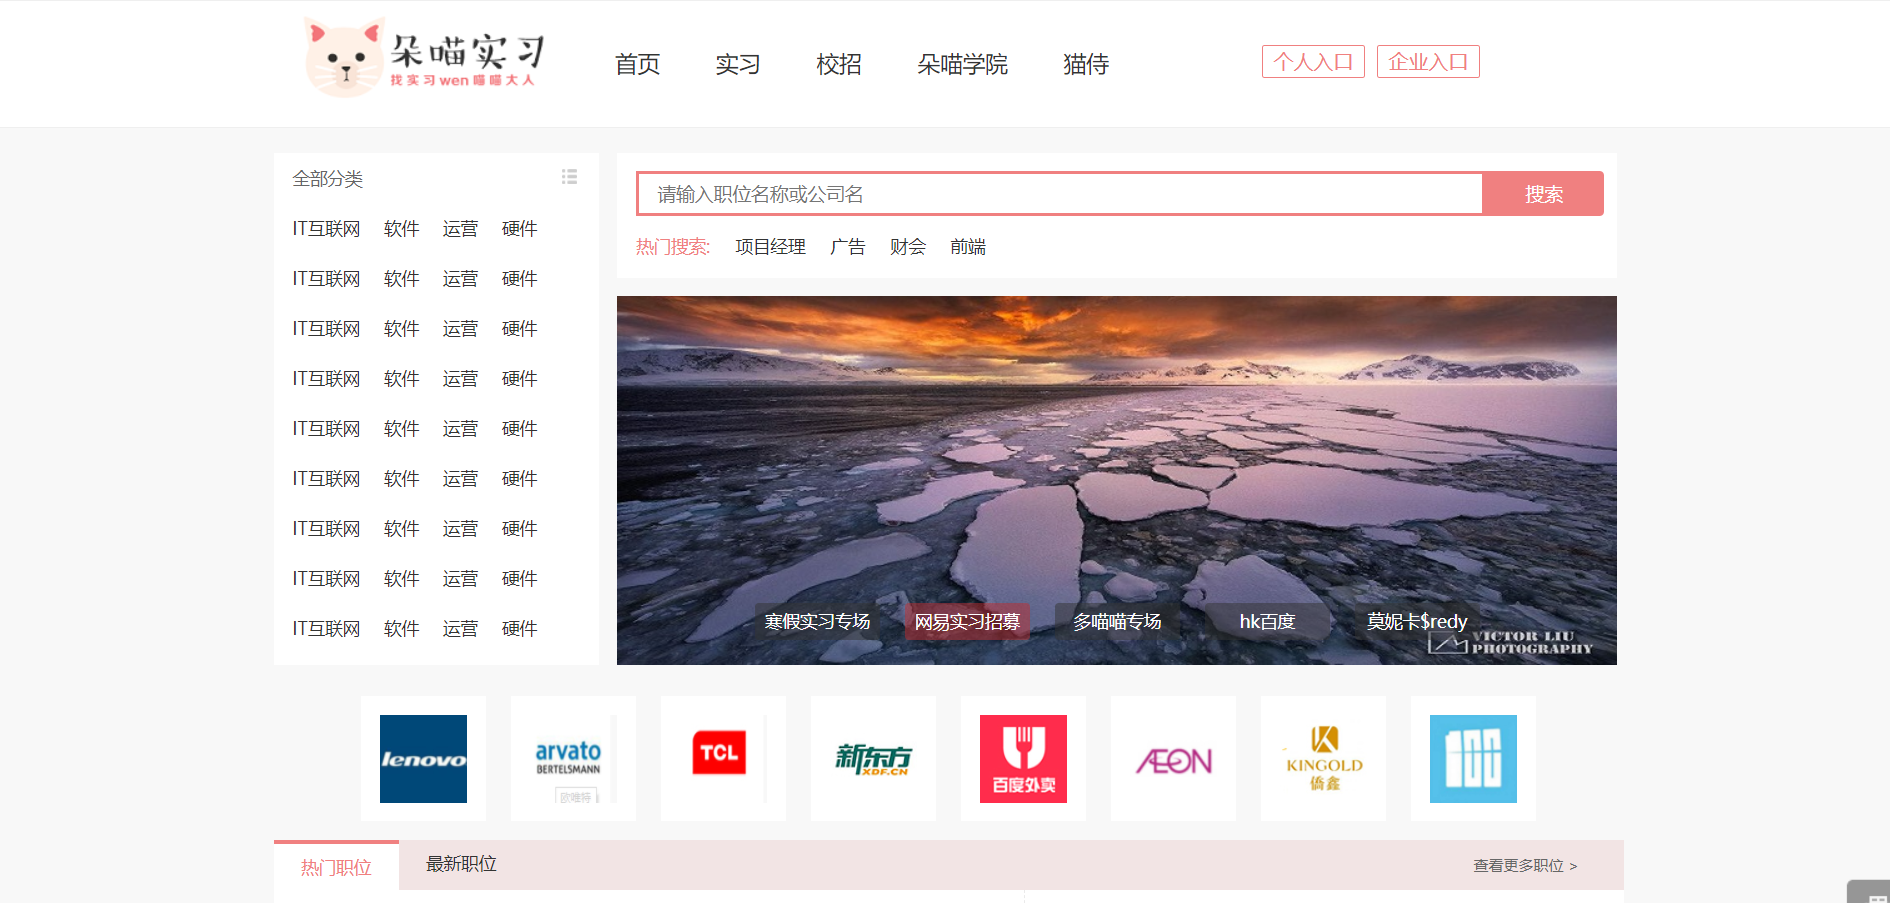 朵喵实习
找实习wen喵喵大人
首页 实习 校招 朵喵学院 猫侍
个人入口 企业入口
全部分类
IT互联网 软件 运营 硬件
IT互联网 软件 运营 硬件
IT互联网 软件 运营 硬件
IT互联网 软件 运营 硬件
IT互联网 软件 运营 硬件
IT互联网 软件 运营 硬件
IT互联网 软件 运营 硬件
IT互联网 软件 运营 硬件
IT互联网 软件 运营 硬件
请输入职位名称或公司名 搜索
热门搜索: 项目经理 广告 财会 前端
寒假实习专场 网易实习招募 多喵喵专场 hk百度 莫妮卡$redy
VICTOR LIU
PHOTOGRAPHY
lenovo
arvato
BERTELSMANN
欧唯特
TCL
新东方
XDF.CN
百度外卖
ÆON
KINGOLD
侨鑫
100
热门职位 最新职位 查看更多职位 >